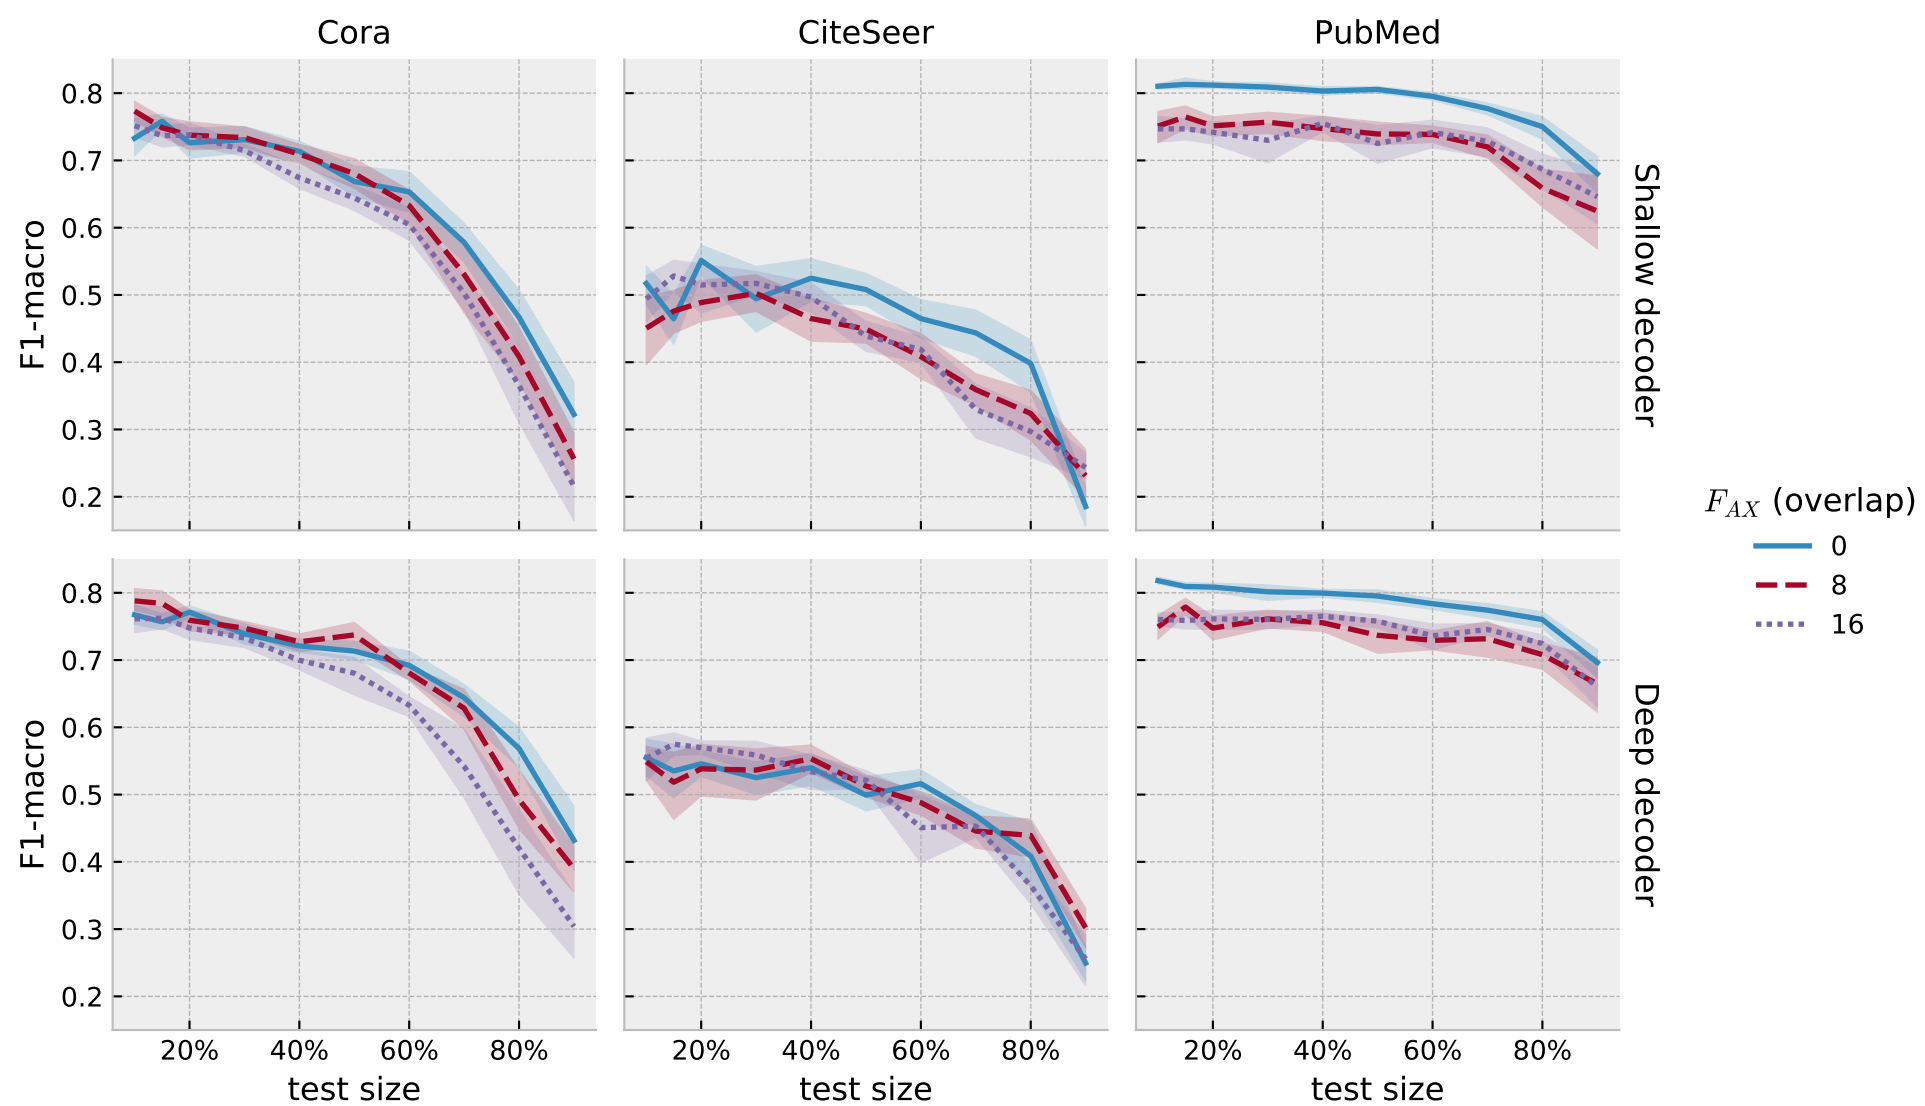 Cora
CiteSeer
PubMed
F1-macro
0.8
0.7
0.6
0.5
0.4
0.3
0.2
Shallow decoder
F1-macro
0.8
0.7
0.6
0.5
0.4
0.3
0.2
Deep decoder
20% 40% 60% 80%
20% 40% 60% 80%
20% 40% 60% 80%
test size
test size
test size
F_AX (overlap)
0
8
16